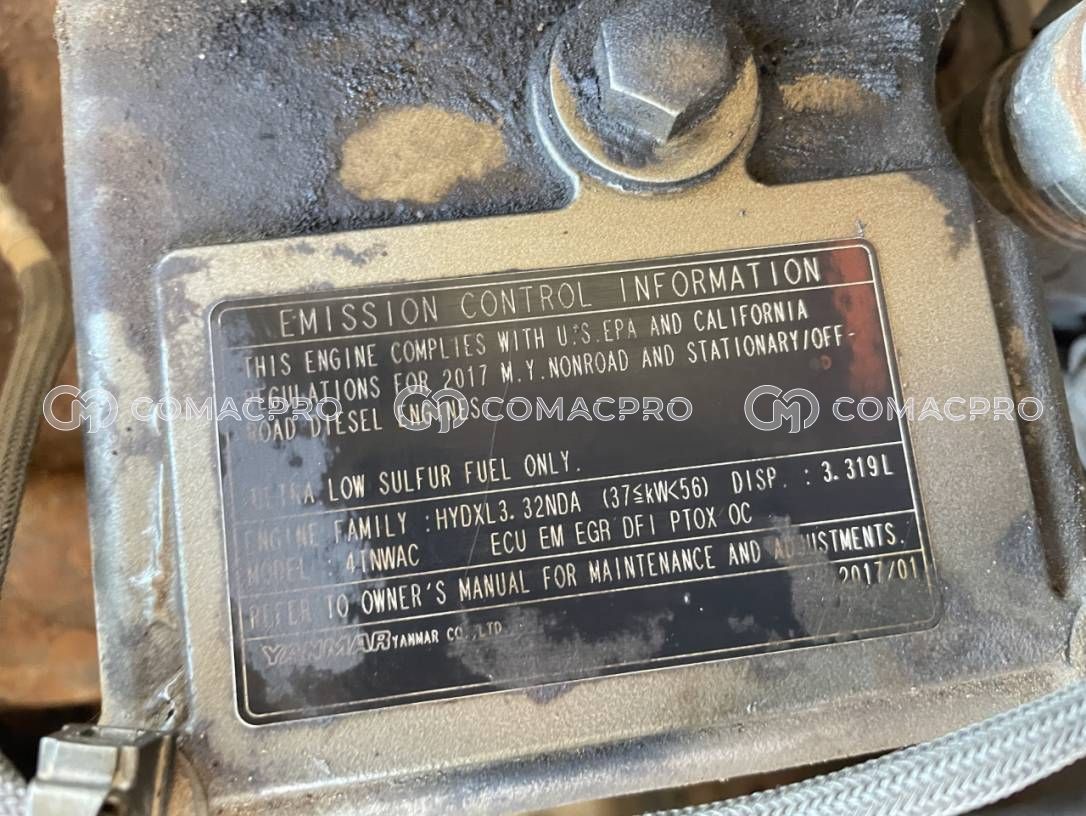 EMISSION CONTROL INFORMATION
THIS ENGINE COMPLIES WITH U.S.EPA AND CALIFORNIA
REGULATIONS FOR 2017 M.Y.NONROAD AND STATIONARY/OFF-
ROAD DIESEL ENGINES
COMACPRO COMACPRO COMACPRO
ULTRA LOW SULFUR FUEL ONLY.
ENGINE FAMILY :HYDXL3.32NDA (37≦kW<56) DISP. : 3.319L
MODEL : 4TNWAC ECU EM EGR DFI PTOX OC
REFER TO OWNER'S MANUAL FOR MAINTENANCE AND ADJUSTMENTS.
2017/01
YANMAR YANMAR CO.,LTD.